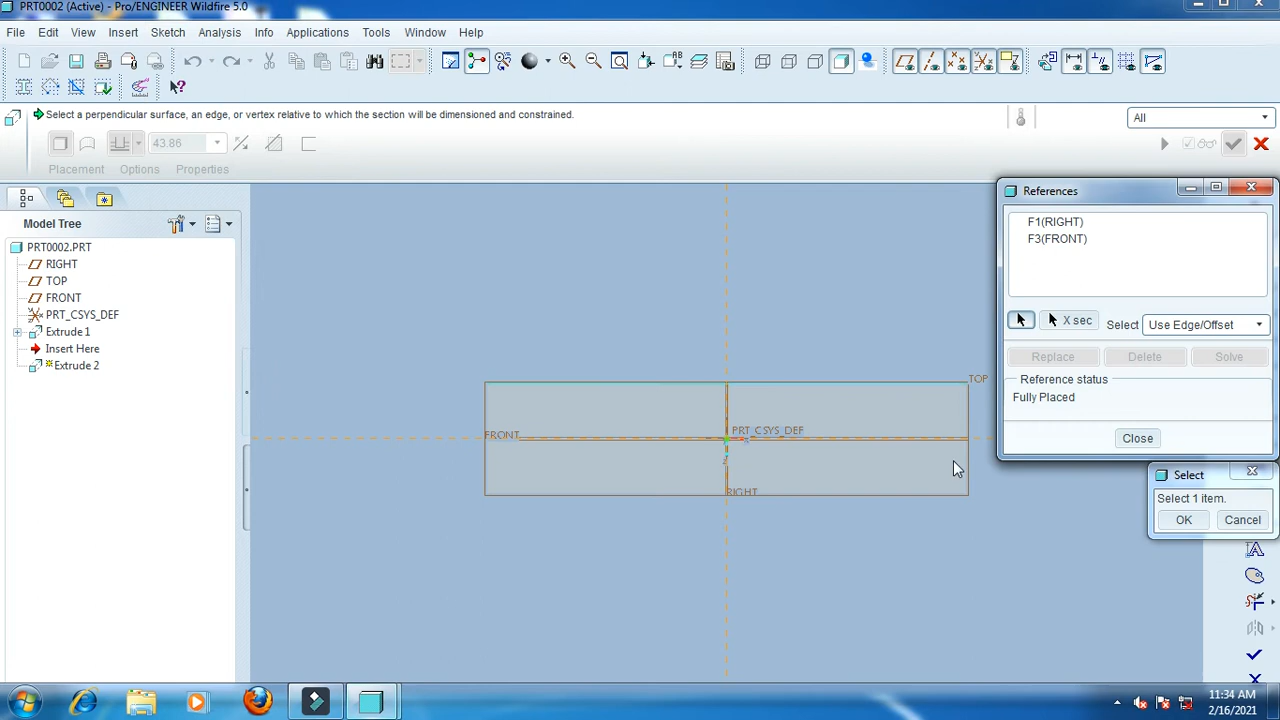 PRT0002 (Active) - Pro/ENGINEER Wildfire 5.0
File Edit View Insert Sketch Analysis Info Applications Tools Window Help
Select a perpendicular surface, an edge, or vertex relative to which the section will be dimensioned and constrained.
All
43.86
Placement Options Properties
Model Tree
PRT0002.PRT
RIGHT
TOP
FRONT
PRT_CSYS_DEF
Extrude 1
Insert Here
Extrude 2
TOP
PRT_CSYS_DEF
FRONT
RIGHT
References
F1(RIGHT)
F3(FRONT)
X sec
Select Use Edge/Offset
Replace Delete Solve
Reference status
Fully Placed
Close
Select
Select 1 item.
OK Cancel
11:34 AM
2/16/2021